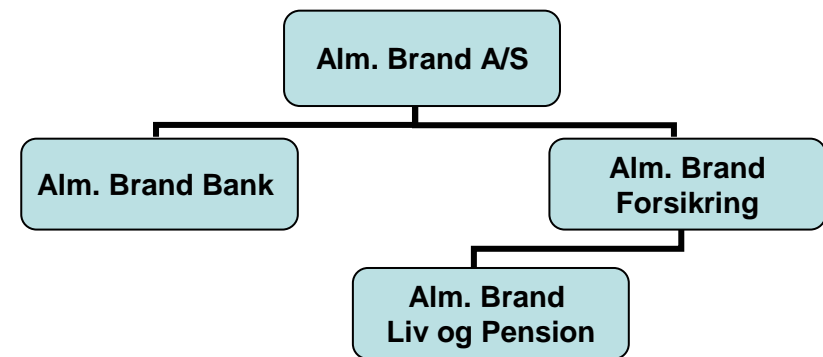 Alm. Brand A/S
Alm. Brand Bank
Alm. Brand
Forsikring
Alm. Brand
Liv og Pension